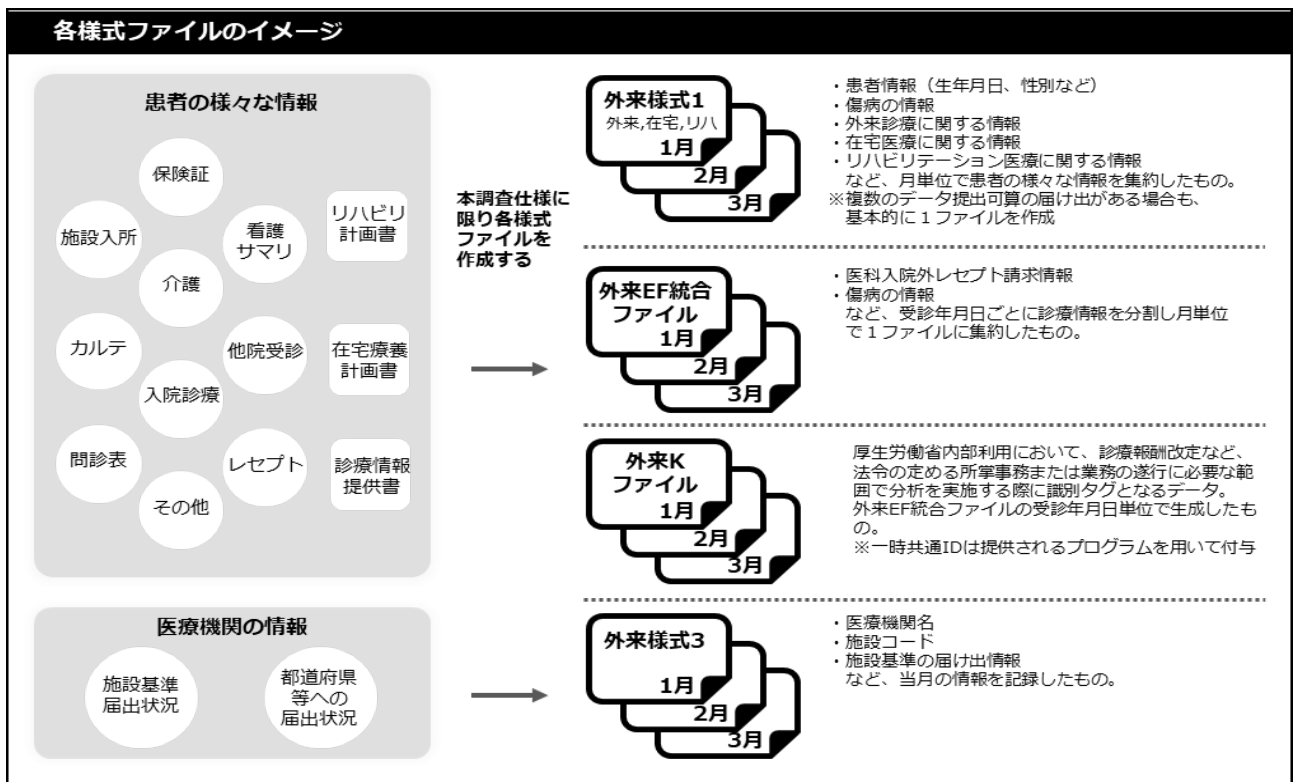 各様式ファイルのイメージ
患者の様々な情報
保険証
施設入所
看護
サマリ
リハビリ
計画書
介護
カルテ
他院受診
在宅療養
計画書
入院診療
問診表
レセプト
診療情報
提供書
その他
医療機関の情報
施設基準
届出状況
都道府県
等への
届出状況
本調査仕様に
限り各様式
ファイルを
作成する
外来様式1
外来,在宅,リハ
1月
2月
3月
・患者情報（生年月日、性別など）
・傷病の情報
・外来診療に関する情報
・在宅医療に関する情報
・リハビリテーション医療に関する情報
など、月単位で患者の様々な情報を集約したもの。
※複数のデータ提出可算の届け出がある場合も、
基本的に１ファイルを作成
外来EF統合
ファイル
1月
2月
3月
・医科入院外レセプト請求情報
・傷病の情報
など、受診年月日ごとに診療情報を分割し月単位
で１ファイルに集約したもの。
外来K
ファイル
1月
2月
3月
厚生労働省内部利用において、診療報酬改定など、
法令の定める所掌事務または業務の遂行に必要な範
囲で分析を実施する際に識別タグとなるデータ。
外来EF統合ファイルの受診年月日単位で生成したも
の。
※一時共通IDは提供されるプログラムを用いて付与
外来様式3
1月
2月
3月
・医療機関名
・施設コード
・施設基準の届け出情報
など、当月の情報を記録したもの。